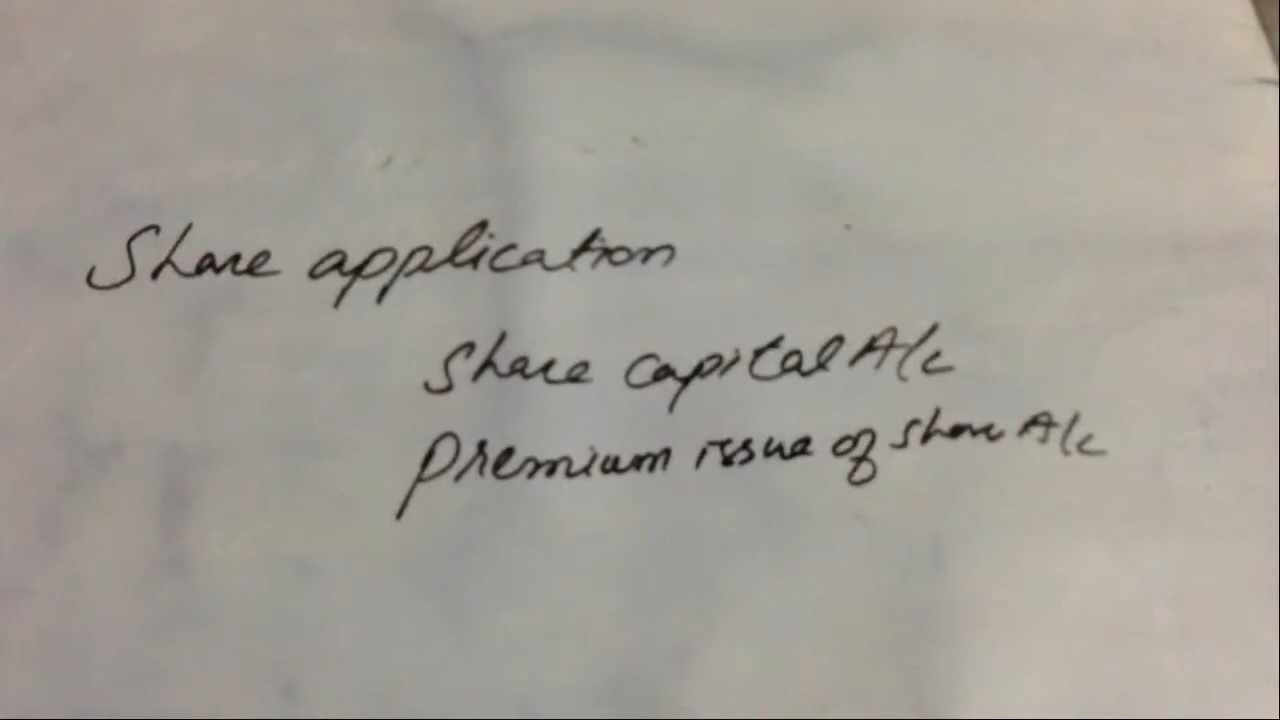 Share application
Share capital A/c
Premium issue of share A/c